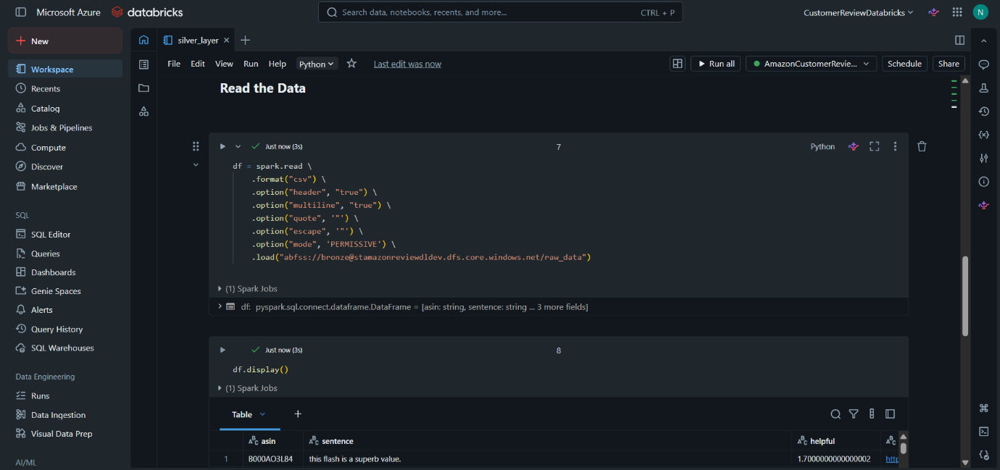 Microsoft Azure databricks
Search data, notebooks, recents, and more... CTRL + P
CustomerReviewDatabricks
N
New
Workspace
Recents
Catalog
Jobs & Pipelines
Compute
Discover
Marketplace
SQL
SQL Editor
Queries
Dashboards
Genie Spaces
Alerts
Query History
SQL Warehouses
Data Engineering
Runs
Data Ingestion
Visual Data Prep
AI/ML
silver_layer
File Edit View Run Help Python Last edit was now
Run all AmazonCustomerRevie... Schedule Share
Read the Data
Just now (3s) 7 Python
df = spark.read \
.format("csv") \
.option("header", "true") \
.option("multiline", "true") \
.option("quote", '"') \
.option("escape", '"') \
.option("mode", 'PERMISSIVE') \
.load("abfss://bronze@stamazonreviewdldev.dfs.core.windows.net/raw_data")
(1) Spark Jobs
df: pyspark.sql.connect.dataframe.DataFrame = [asin: string, sentence: string ... 3 more fields]
Just now (3s) 8
df.display()
(1) Spark Jobs
Table
ABC asin ABC sentence ABC helpful ABC
1 B000AO3L84 this flash is a superb value. 1.7000000000000002 http